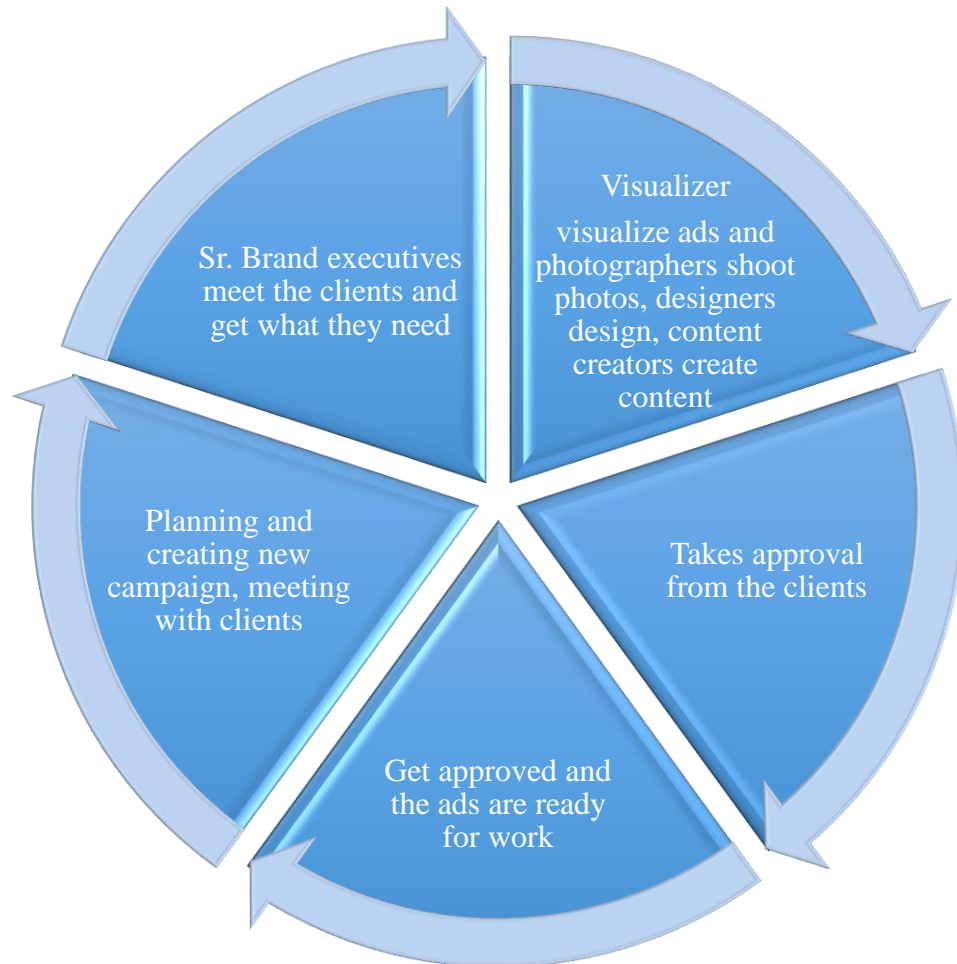 Visualizer
visualize ads and
photographers shoot
photos, designers
design, content
creators create
content
Takes approval
from the clients
Get approved and
the ads are ready
for work
Planning and
creating new
campaign, meeting
with clients
Sr. Brand executives
meet the clients and
get what they need